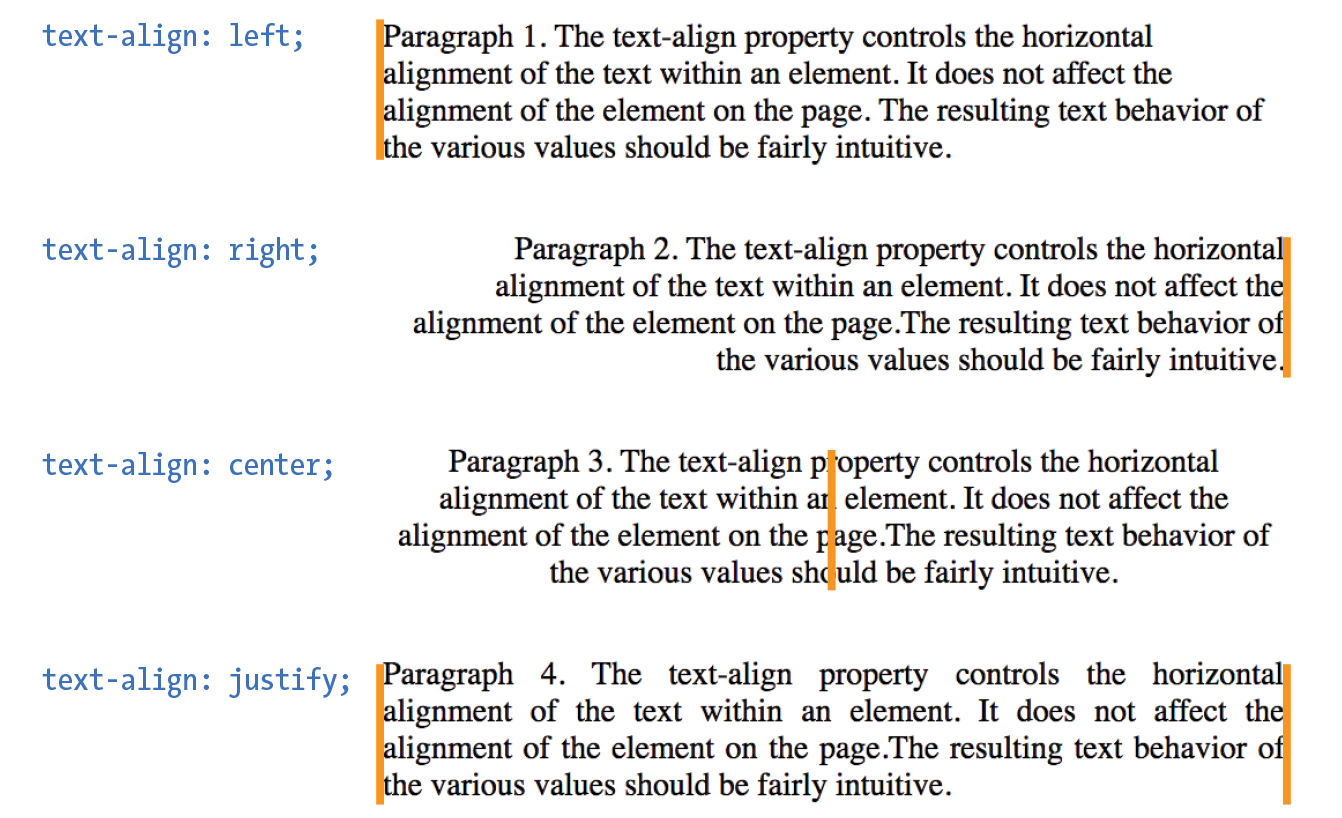 text-align: left;
Paragraph 1. The text-align property controls the horizontal
alignment of the text within an element. It does not affect the
alignment of the element on the page. The resulting text behavior of
the various values should be fairly intuitive.
text-align: right;
Paragraph 2. The text-align property controls the horizontal
alignment of the text within an element. It does not affect the
alignment of the element on the page.The resulting text behavior of
the various values should be fairly intuitive.
text-align: center;
Paragraph 3. The text-align property controls the horizontal
alignment of the text within an element. It does not affect the
alignment of the element on the page.The resulting text behavior of
the various values should be fairly intuitive.
text-align: justify;
Paragraph 4. The text-align property controls the horizontal
alignment of the text within an element. It does not affect the
alignment of the element on the page.The resulting text behavior of
the various values should be fairly intuitive.